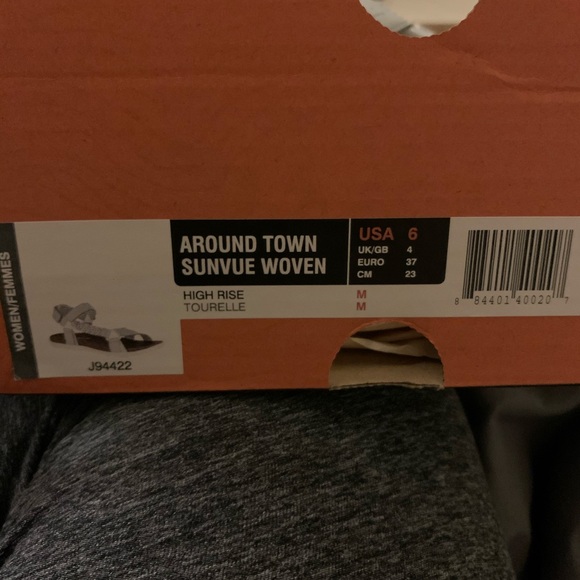 WOMEN/FEMMES
J94422
AROUND TOWN
SUNVUE WOVEN
HIGH RISE
TOURELLE
USA 6
UK/GB 4
EURO 37
CM 23
M
M
8 84401 40020 7